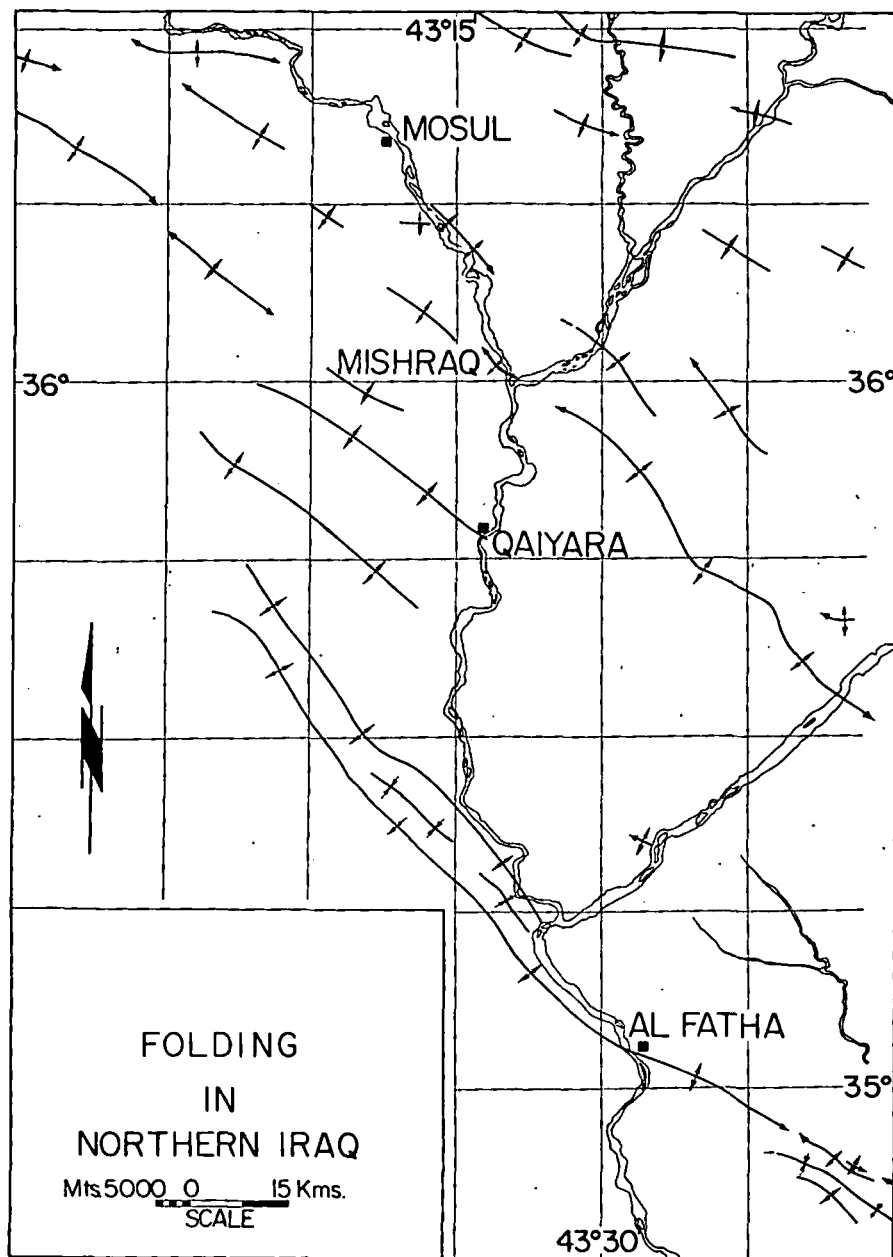 43°15
MOSUL
MISHRAQ
36°
36°
QAIYARA
AL FATHA
35°
FOLDING
IN
NORTHERN IRAQ
Mts.5000 0 15 Kms.
SCALE
43°30